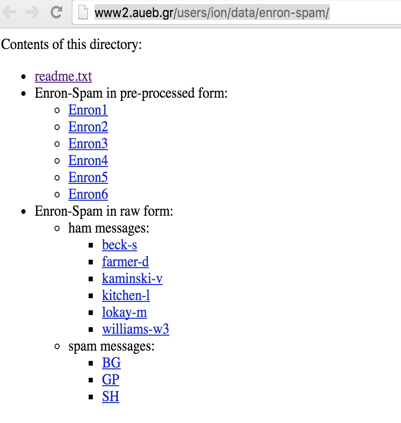 www2.aueb.gr/users/ion/data/enron-spam/
Contents of this directory:
readme.txt
Enron-Spam in pre-processed form:
Enron1
Enron2
Enron3
Enron4
Enron5
Enron6
Enron-Spam in raw form:
ham messages:
beck-s
farmer-d
kaminski-v
kitchen-l
lokay-m
williams-w3
spam messages:
BG
GP
SH